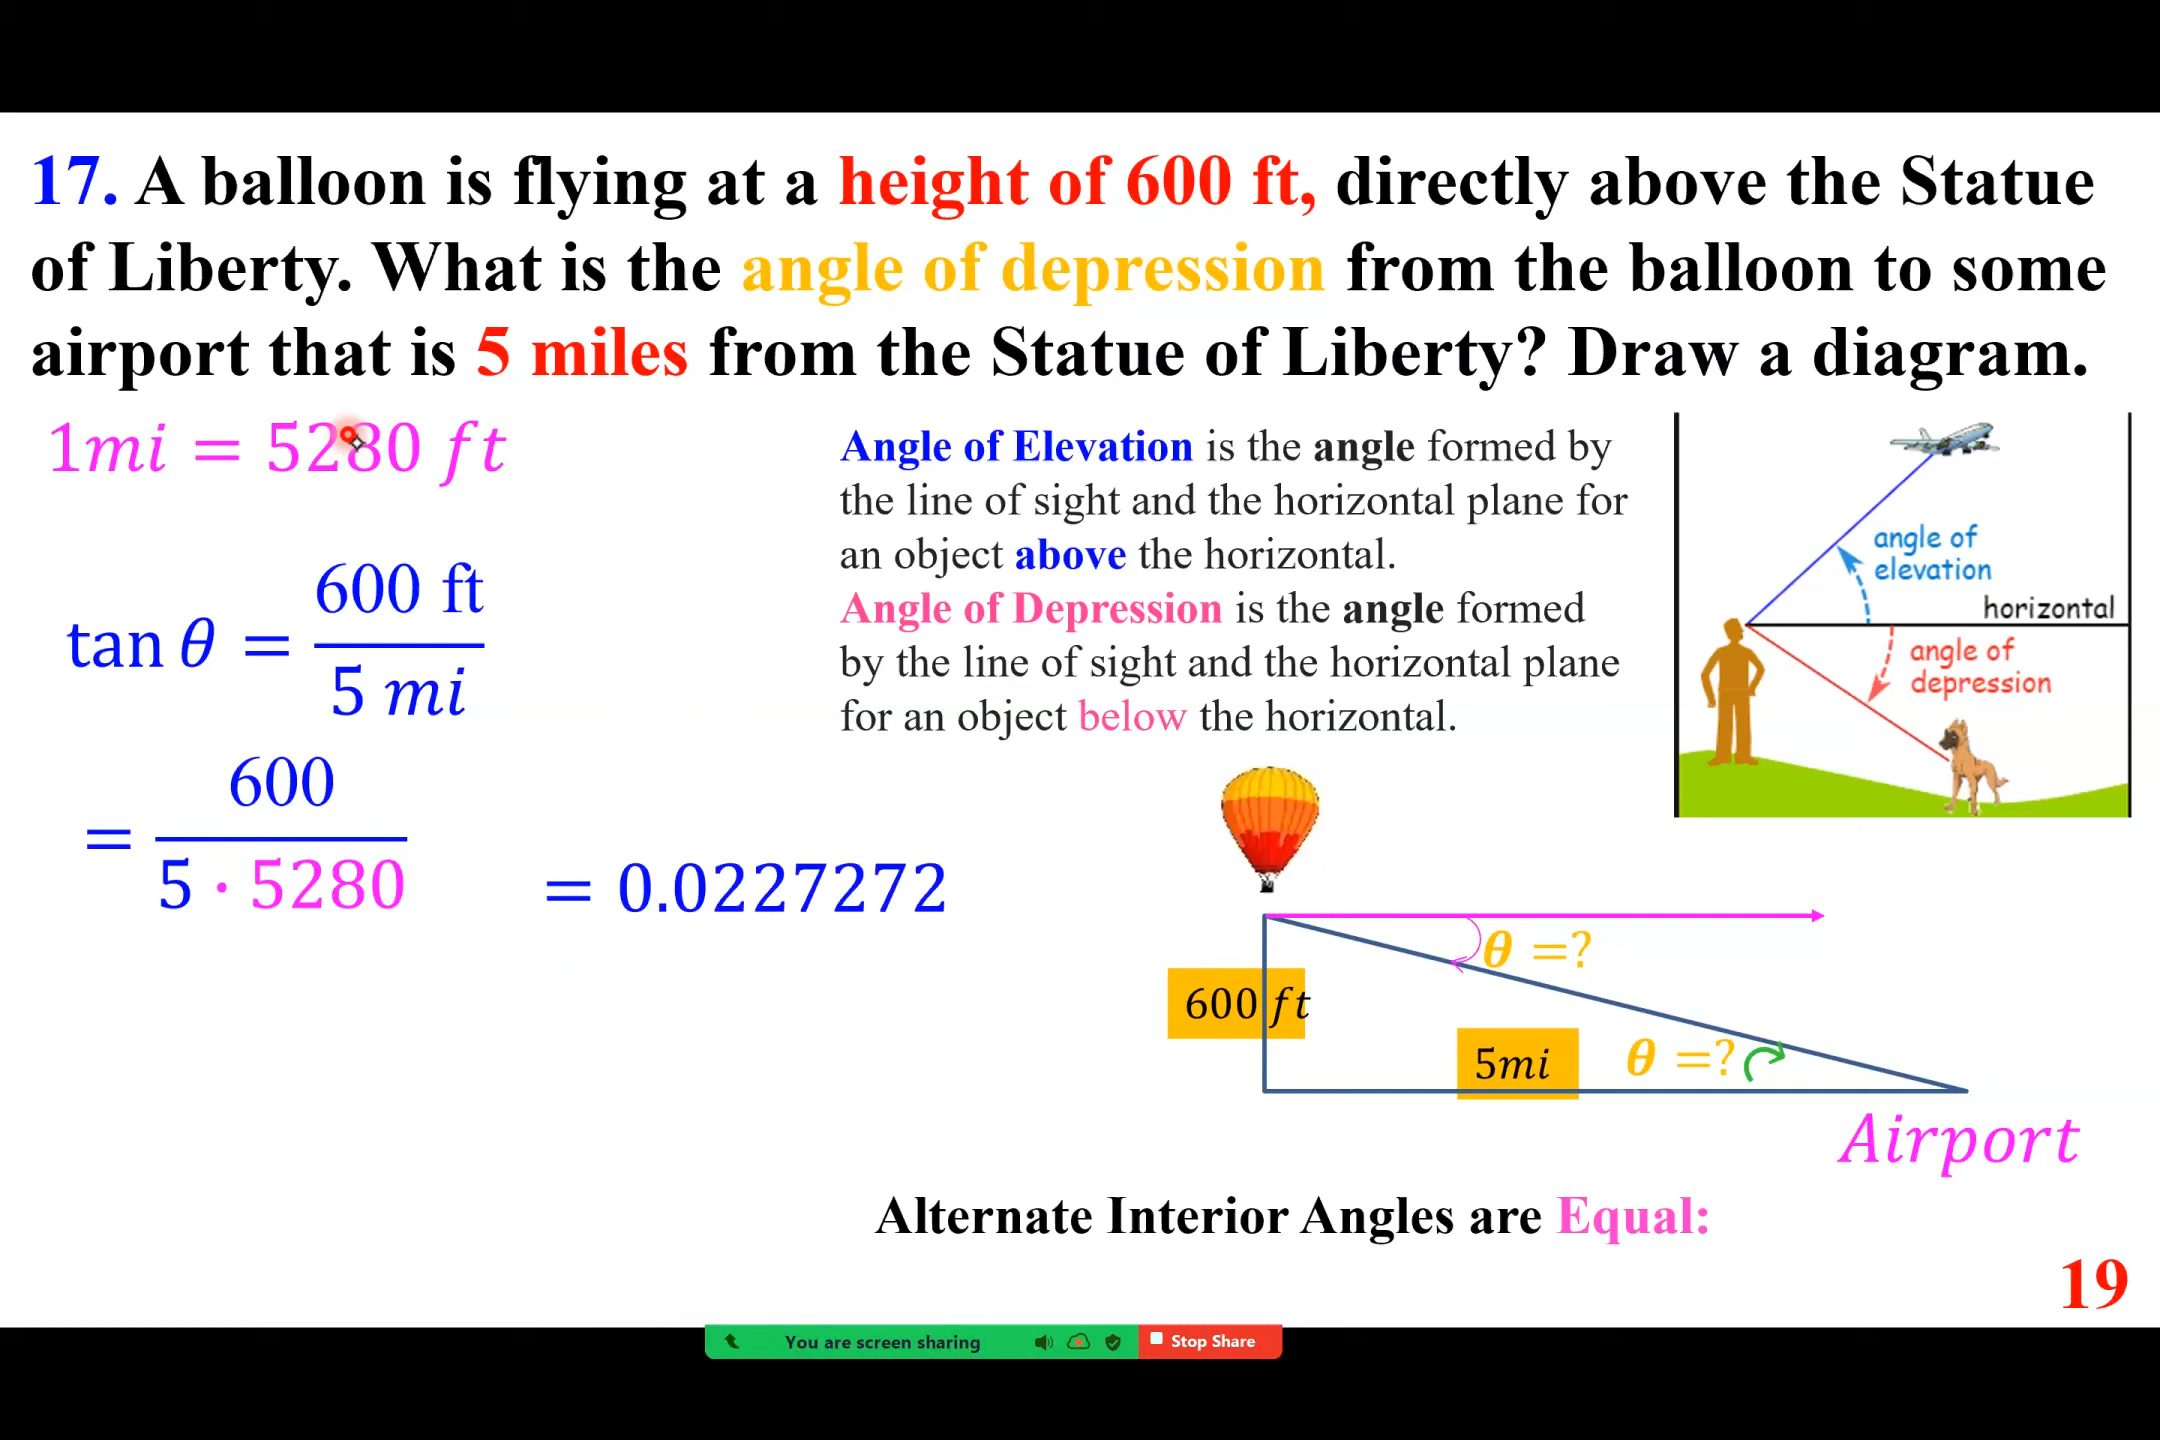 17. A balloon is flying at a height of 600 ft, directly above the Statue
of Liberty. What is the angle of depression from the balloon to some
airport that is 5 miles from the Statue of Liberty? Draw a diagram.
1mi = 5280 ft
tan θ = 600 ft / 5 mi
= 600 / 5 · 5280 = 0.0227272
Angle of Elevation is the angle formed by
the line of sight and the horizontal plane for
an object above the horizontal.
Angle of Depression is the angle formed
by the line of sight and the horizontal plane
for an object below the horizontal.
angle of
elevation
horizontal
angle of
depression
θ =?
600 ft
5mi
θ =?
Airport
Alternate Interior Angles are Equal:
19
You are screen sharing
Stop Share